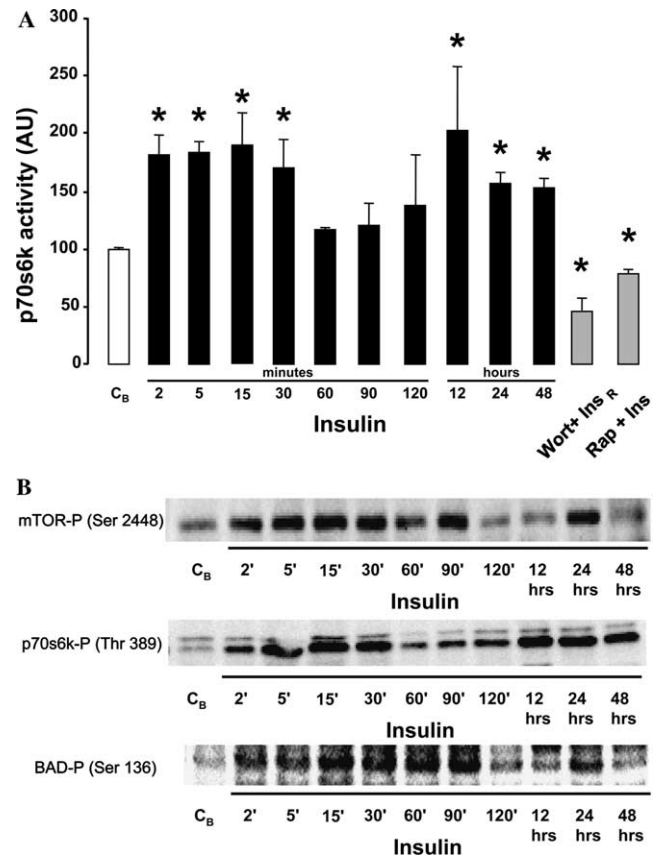 A
300
250
200
150
100
50
0
p70s6k activity (AU)
* * * * * * * * *
minutes hours
C_B 2 5 15 30 60 90 120 12 24 48
Insulin
Wort+ Ins R
Rap + Ins
B
mTOR-P (Ser 2448)
C_B 2' 5' 15' 30' 60' 90' 120' 12 hrs 24 hrs 48 hrs
Insulin
p70s6k-P (Thr 389)
C_B 2' 5' 15' 30' 60' 90' 120' 12 hrs 24 hrs 48 hrs
Insulin
BAD-P (Ser 136)
C_B 2' 5' 15' 30' 60' 90' 120' 12 hrs 24 hrs 48 hrs
Insulin